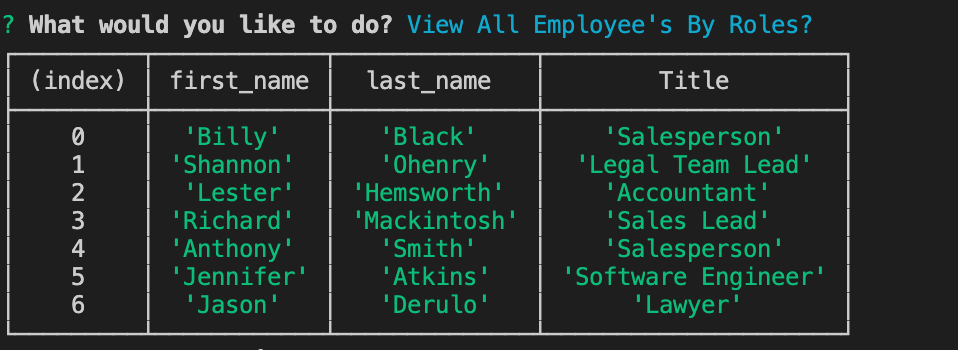 ? What would you like to do? View All Employee's By Roles?
(index) first_name last_name Title
0 'Billy' 'Black' 'Salesperson'
1 'Shannon' 'Ohenry' 'Legal Team Lead'
2 'Lester' 'Hemsworth' 'Accountant'
3 'Richard' 'Mackintosh' 'Sales Lead'
4 'Anthony' 'Smith' 'Salesperson'
5 'Jennifer' 'Atkins' 'Software Engineer'
6 'Jason' 'Derulo' 'Lawyer'